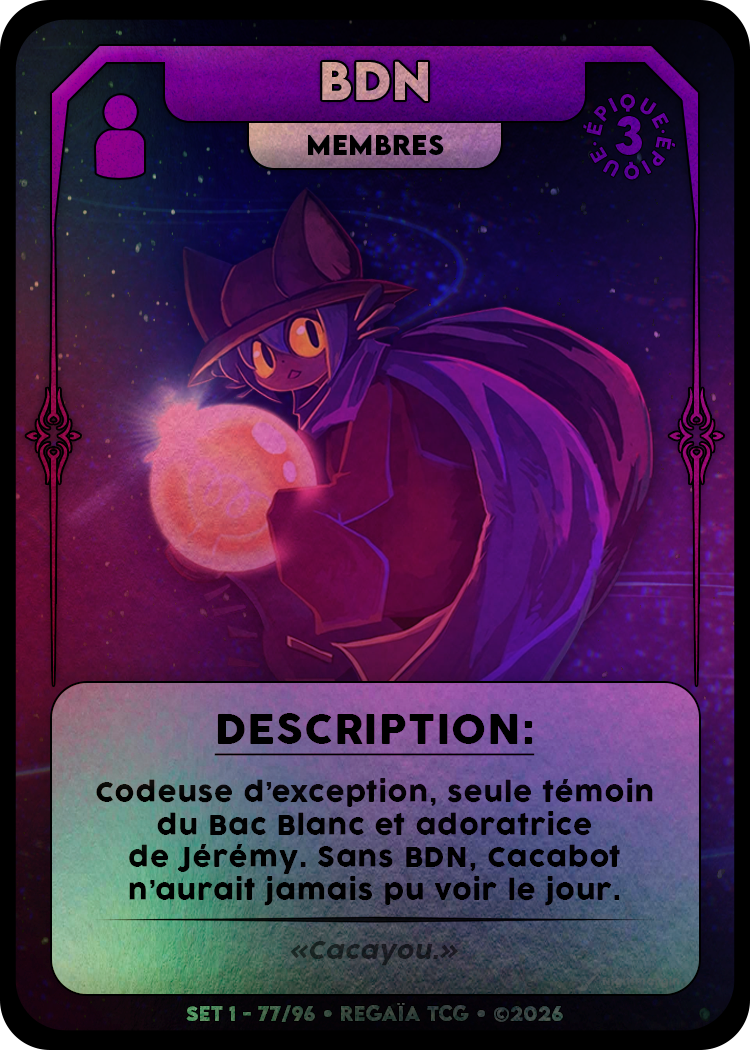 BDN
MEMBRES
ÉPIQUE · ÉPIQUE ·
3
DESCRIPTION:
Codeuse d'exception, seule témoin
du Bac Blanc et adoratrice
de Jérémy. Sans BDN, Cacabot
n'aurait jamais pu voir le jour.
«Cacayou.»
SET 1 - 77/96 • REGAÏA TCG • ©2026